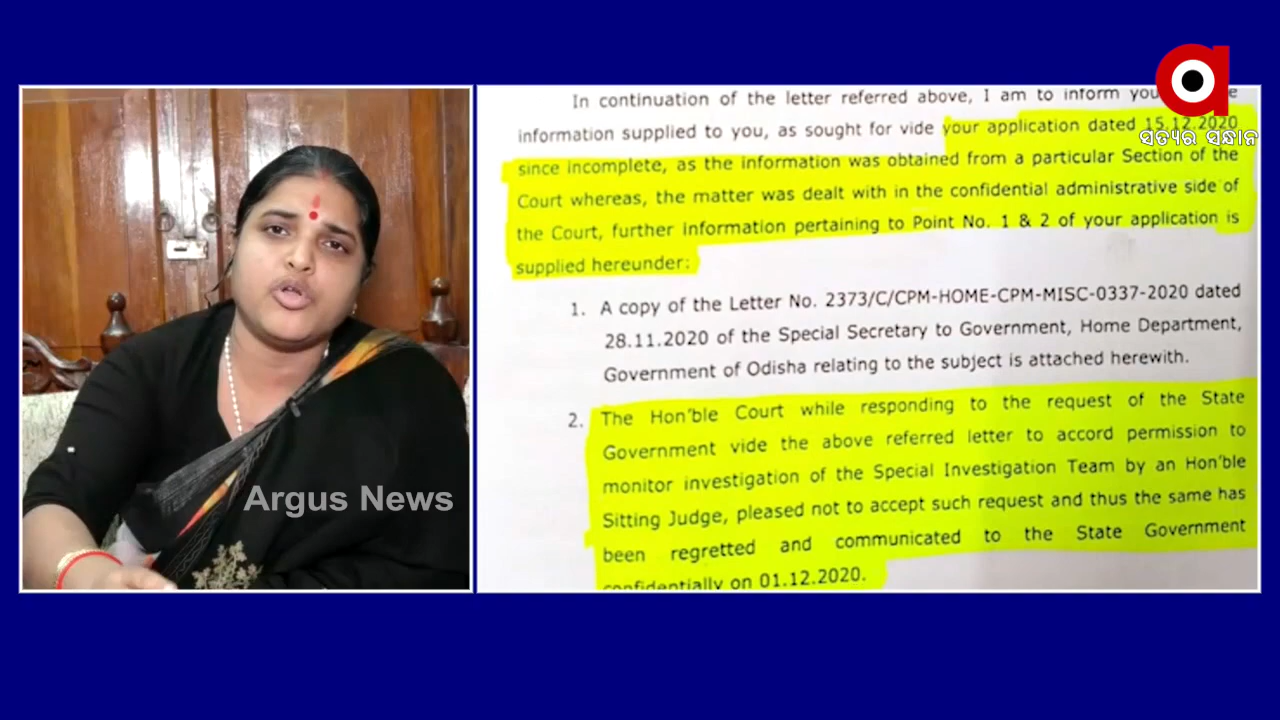 In continuation of the letter referred above, I am to inform you
information supplied to you, as sought for vide your application dated 15.12.2020
since incomplete, as the information was obtained from a particular Section of the
Court whereas, the matter was dealt with in the confidential administrative side of
the Court, further information pertaining to Point No. 1 & 2 of your application is
supplied hereunder:
1. A copy of the Letter No. 2373/C/CPM-HOME-CPM-MISC-0337-2020 dated
28.11.2020 of the Special Secretary to Government, Home Department,
Government of Odisha relating to the subject is attached herewith.
2. The Hon'ble Court while responding to the request of the State
Government vide the above referred letter to accord permission to
monitor investigation of the Special Investigation Team by an Hon'ble
Sitting Judge, pleased not to accept such request and thus the same has
been regretted and communicated to the State Government
confidentially on 01.12.2020.
ସତ୍ୟର ସନ୍ଧାନ
Argus News